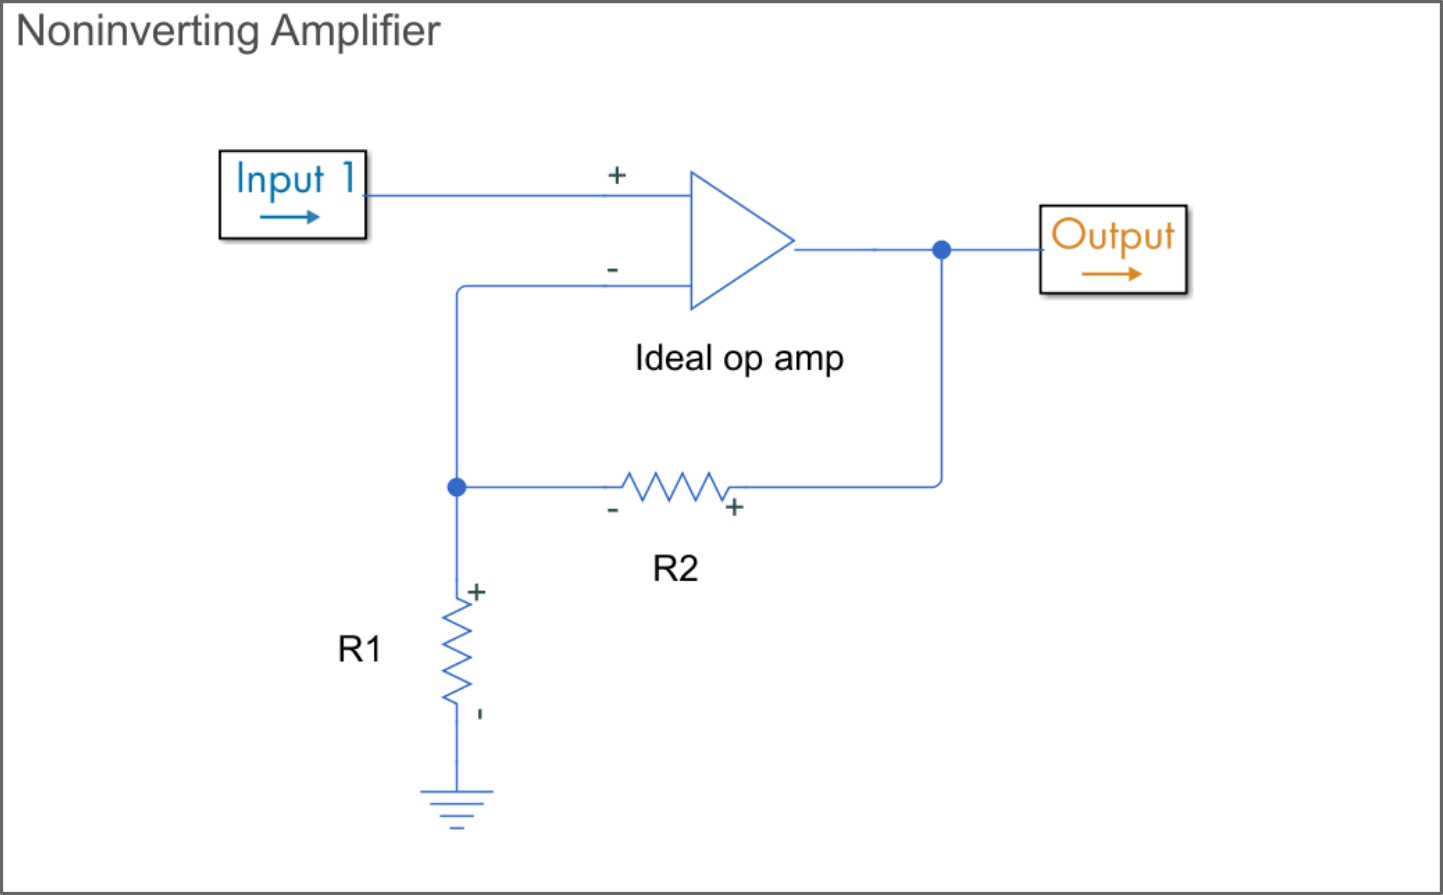 Noninverting Amplifier
Input 1
+
-
Output
Ideal op amp
-
+
R2
+
R1
-